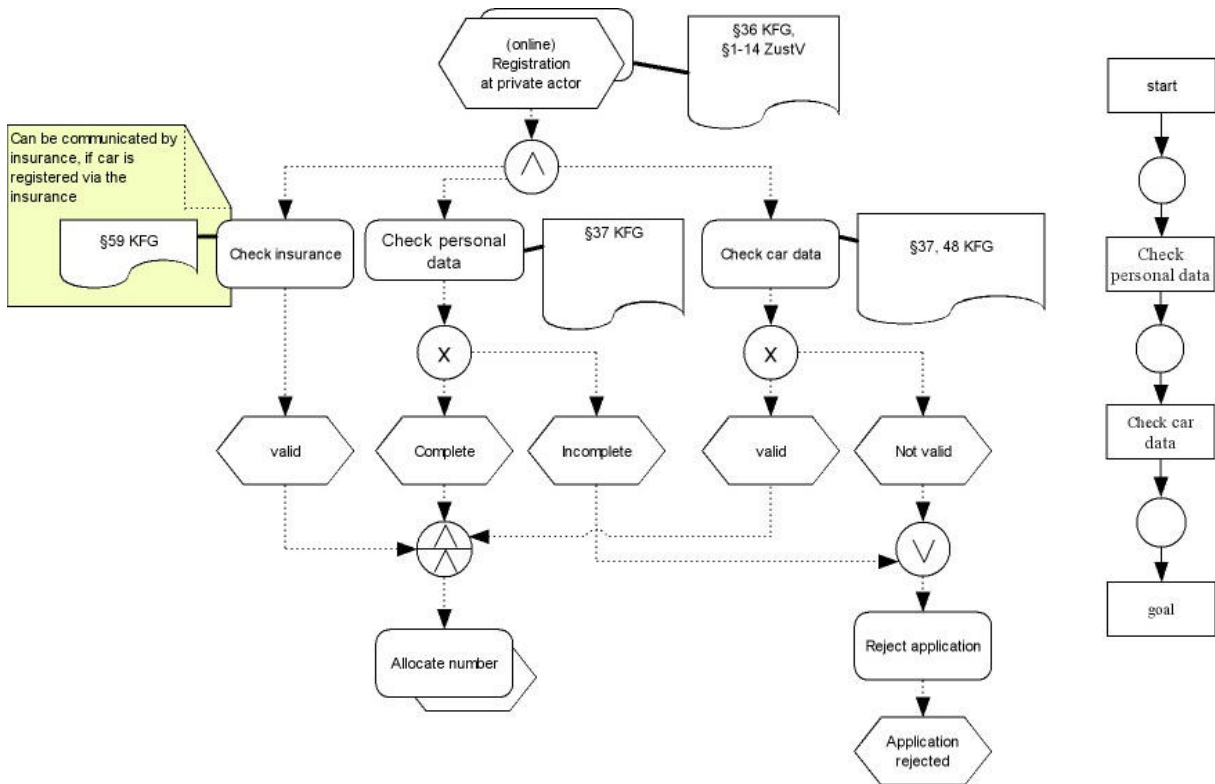 (online)
Registration
at private actor
§36 KFG,
§1-14 ZustV
start
Can be communicated by
insurance, if car is
registered via the
insurance
§59 KFG
Check insurance
Check personal
data
§37 KFG
Check car data
§37, 48 KFG
Check
personal data
X
X
valid
Complete
Incomplete
valid
Not valid
Check car
data
goal
Allocate number
Reject application
Application
rejected